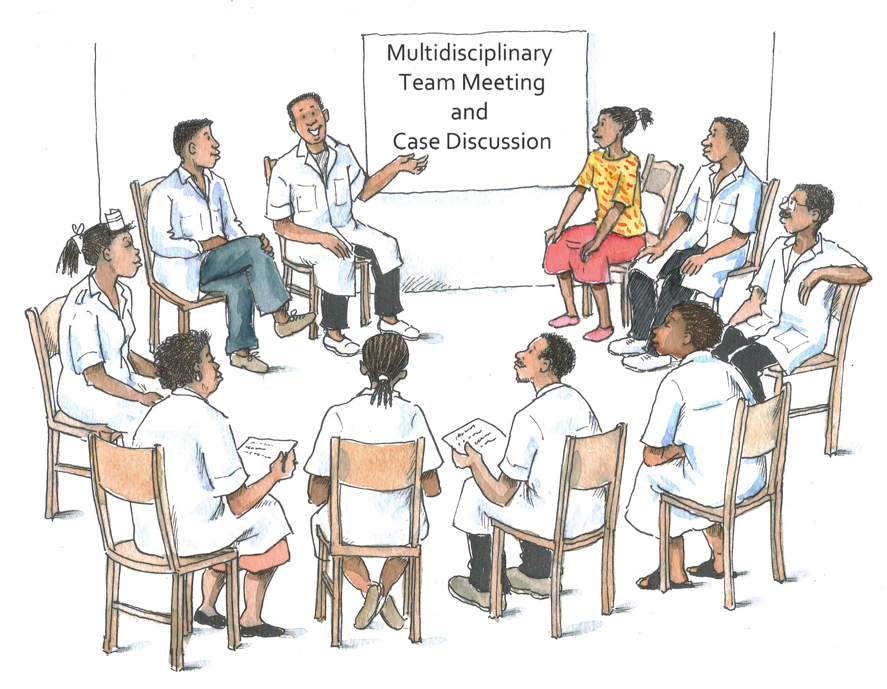 Multidisciplinary
Team Meeting
and
Case Discussion